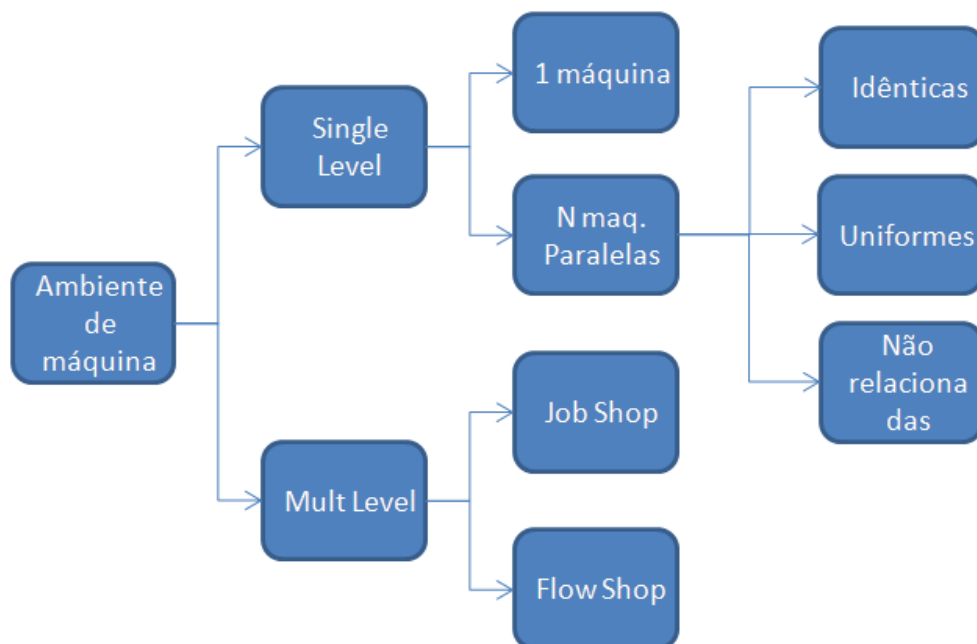 Ambiente
de
máquina
Single
Level
Mult Level
1 máquina
N maq.
Paralelas
Job Shop
Flow Shop
Idênticas
Uniformes
Não
relaciona
das